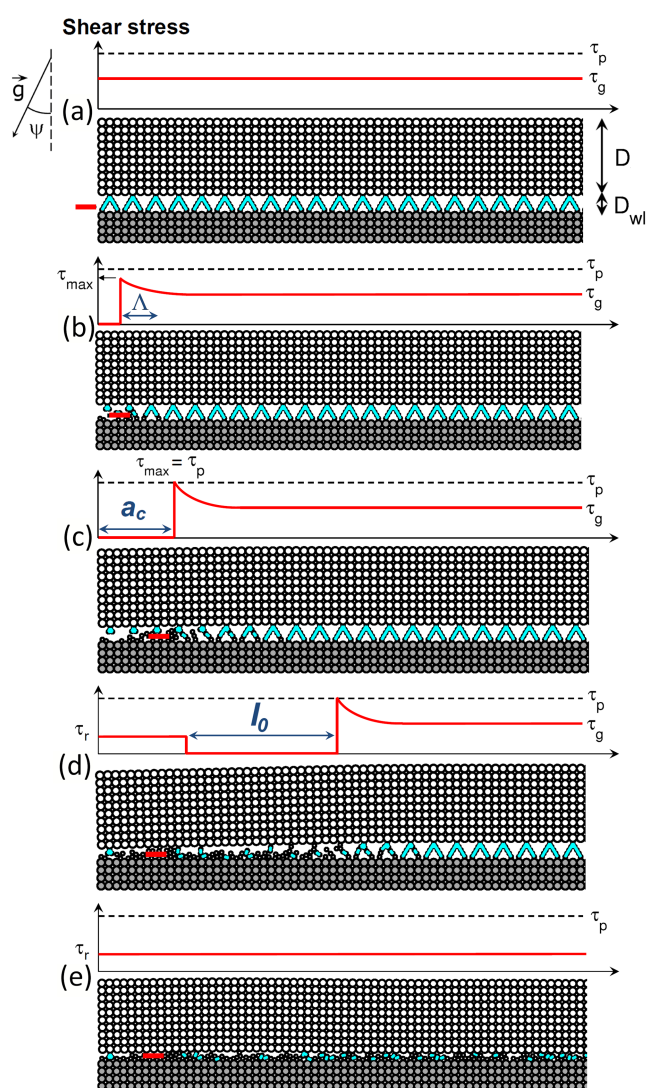 Shear stress
τp
τg
g
ψ
(a)
D
Dwl
τmax
τp
Λ
τg
(b)
τmax = τp
τp
ac
τg
(c)
τp
l0
τr
τg
(d)
τp
τr
(e)